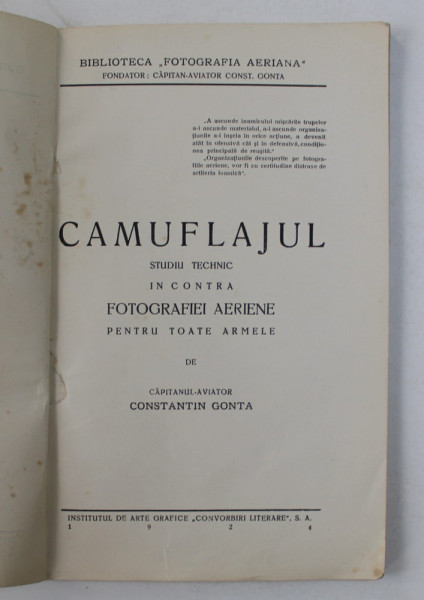 BIBLIOTECA „FOTOGRAFIA AERIANA“
FONDATOR: CĂPITAN-AVIATOR CONST. GONTA
„A ascunde inamicului mișcările trupelor
a-i ascunde materialul, a-i ascunde organisa-
țiunile a-l înșela în orice acțiune, a devenit
atât în ofensivă cât și în defensivă, condițiu-
nea principală de reușită.“
„Organizațiunile descoperite pe fotogra-
fiile aeriene, vor fi cu certitudine distruse de
artileria inamică“.
CAMUFLAJUL
STUDIU TECHNIC
IN CONTRA
FOTOGRAFIEI AERIENE
PENTRU TOATE ARMELE
DE
CĂPITANUL-AVIATOR
CONSTANTIN GONTA
INSTITUTUL DE ARTE GRAFICE „CONVORBIRI LITERARE“, S. A.
1 9 2 4